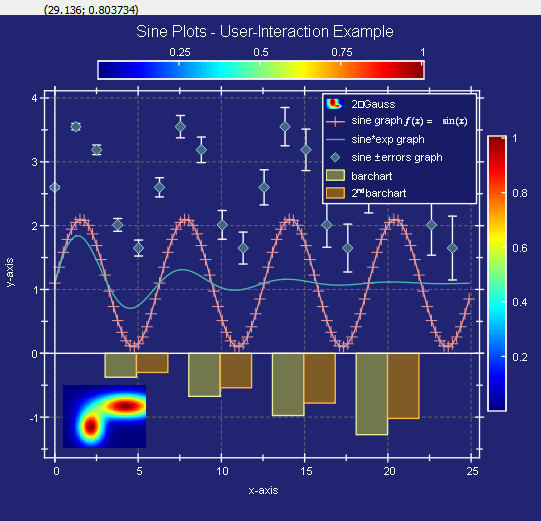 (29.136; 0.803734)
Sine Plots - User-Interaction Example
0.25 0.5 0.75 1
4
3
2
1
0
-1
y-axis
2□Gauss
sine graph f(x) = sin(x)
sine*exp graph
sine ±errors graph
barchart
2nd barchart
1
0.8
0.6
0.4
0.2
0 5 10 15 20 25
x-axis